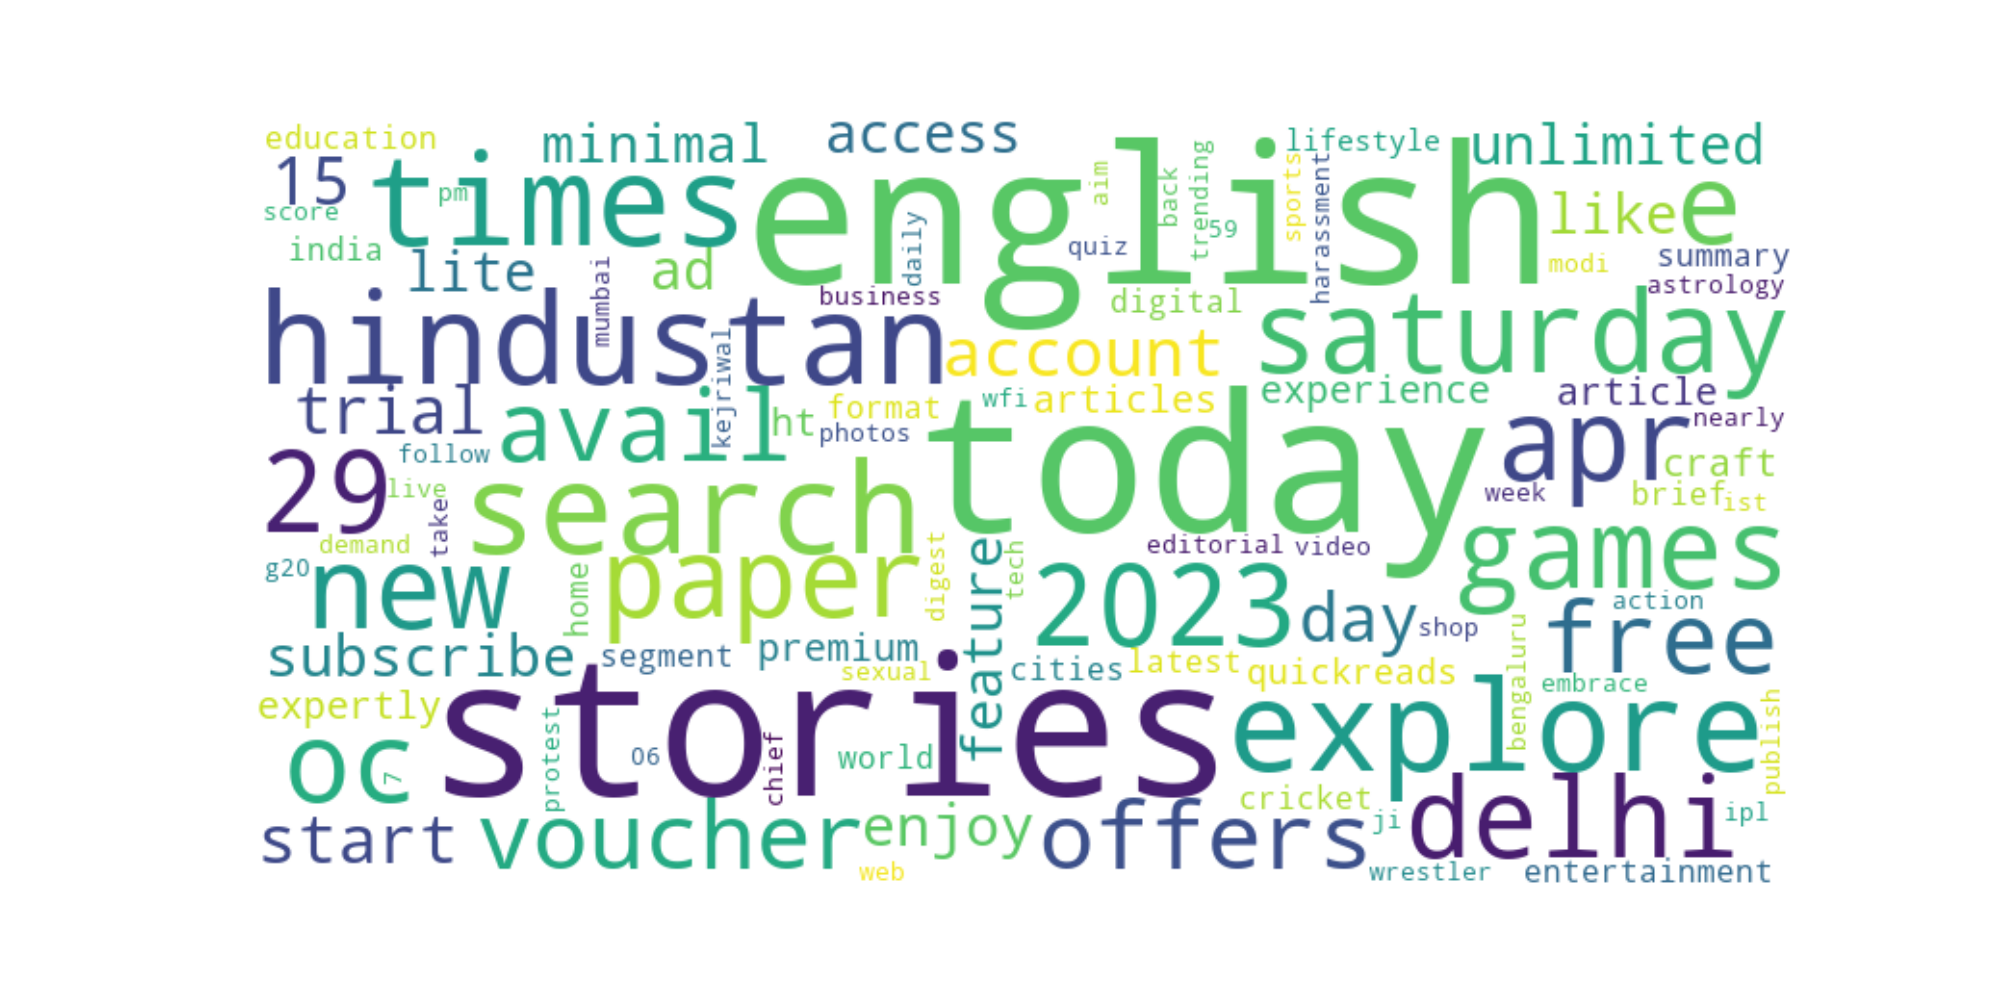 education minimal access lifestyle unlimited
15 times english like e
score pm aim back trending 59 sports harassment
india lite ad daily quiz modi summary
mumbai business digital astrology
hindustan account saturday
kejriwal wfi articles experience article
trial avail ht format photos today apr nearly
29 follow search week craft
live take brief ist
demand paper digest feature tech editorial video games
g20 new home 2023 day shop action free
subscribe segment premium cities latest quickreads bengaluru
sexual embrace
expertly stories explore publish
oc 7 protest 06 chief world
cricket delhi ipl
start voucher enjoy offers ji
web wrestler entertainment